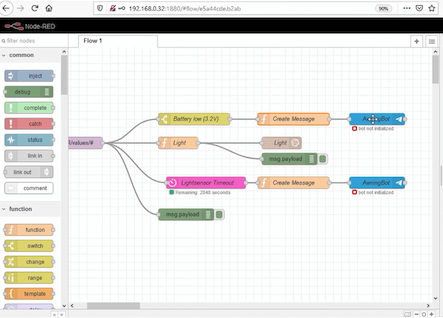 192.168.0.32:1880/#flow/e5a44cde.b2ab
90%
Node-RED
filter nodes
Flow 1
common
inject
debug
complete
catch
status
link in
link out
comment
function
function
switch
change
range
template
Battery low (3.2V)
Create Message
AwningBot
bot not initialized
/values/#
Light
Light
msg.payload
Lightsensor Timeout
Create Message
AwningBot
Remaining: 2048 seconds
bot not initialized
msg.payload